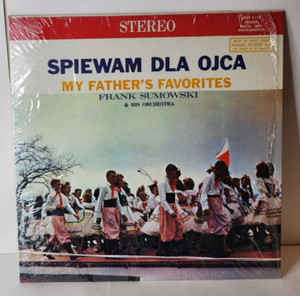 STEREO
SPIEWAM DLA OJCA
MY FATHER'S FAVORITES
FRANK SUMOWSKI
& HIS ORCHESTRA